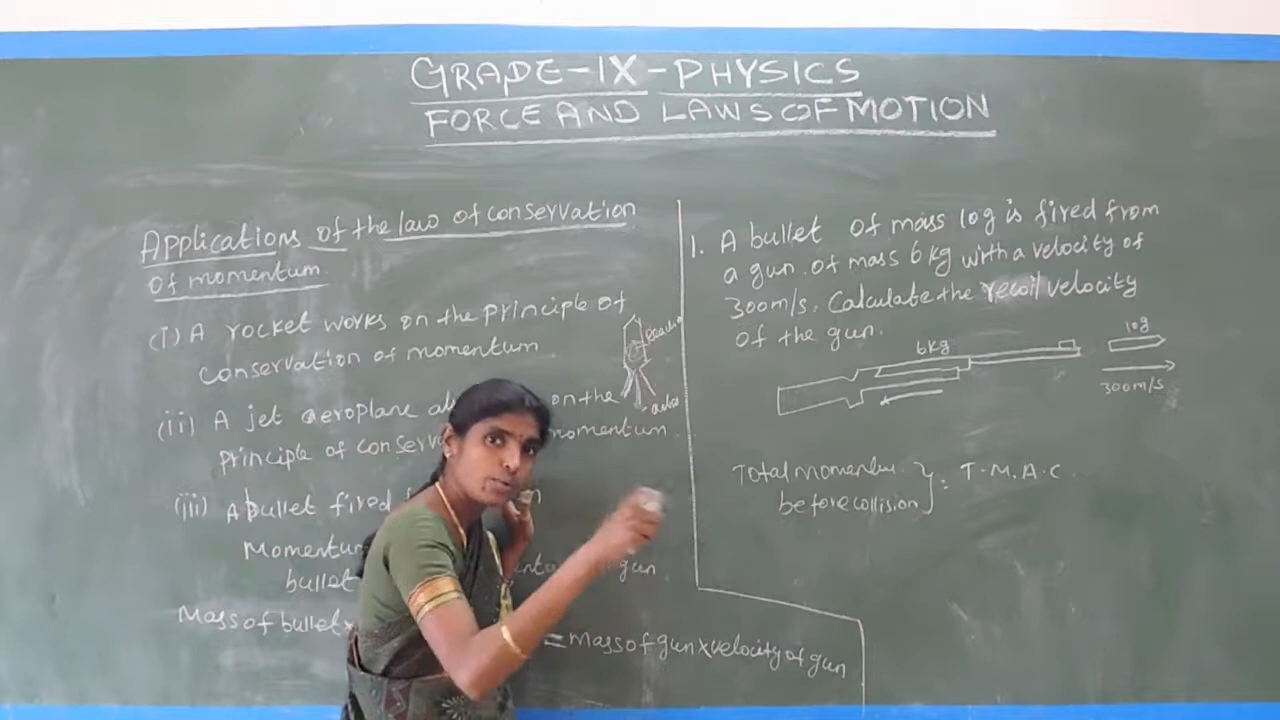 GRADE-IX-PHYSICS
FORCE AND LAWS OF MOTION
Applications of the law of conservation
of momentum.
(i) A rocket works on the principle of
conservation of momentum
(ii) A jet aeroplane on the
principle of momentum.
(iii) A bullet fired
Momentum gun
bullet
Mass of bullet x = Mass of gun x velocity of gun
1. A bullet of mass 10g is fired from
a gun of mass 6kg with a velocity of
300m/s. Calculate the recoil velocity
of the gun.
6kg
10g
300m/s
Total momentum } : T.M.A.C.
before collision